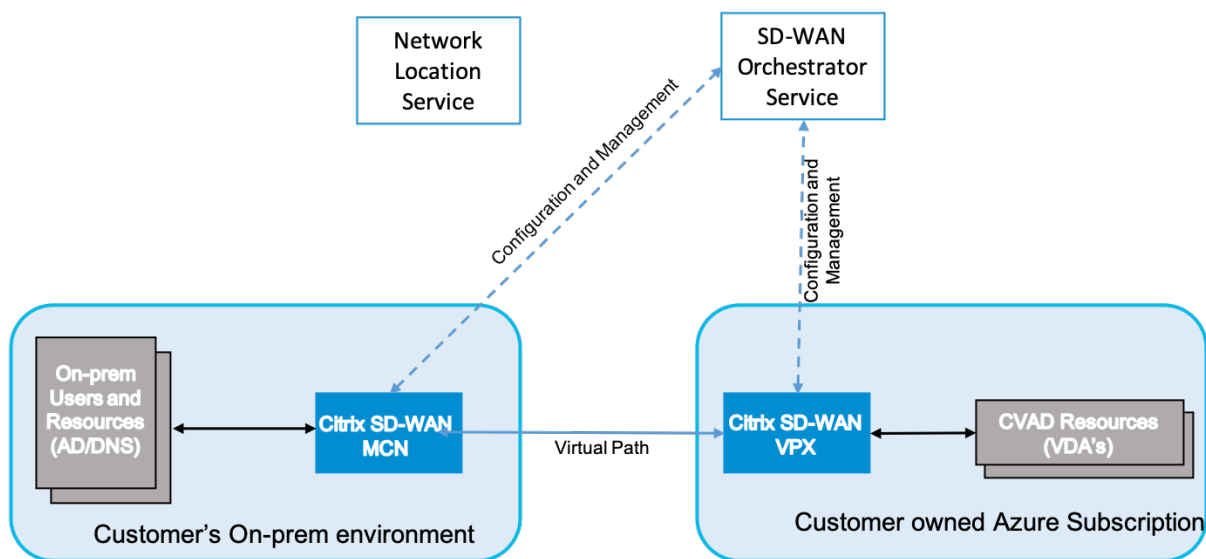 Network
Location
Service
SD-WAN
Orchestrator
Service
Configuration and Management
Configuration and
Management
On-prem
Users and
Resources
(AD/DNS)
Citrix SD-WAN
MCN
Virtual Path
Citrix SD-WAN
VPX
CVAD Resources
(VDA's)
Customer's On-prem environment
Customer owned Azure Subscription